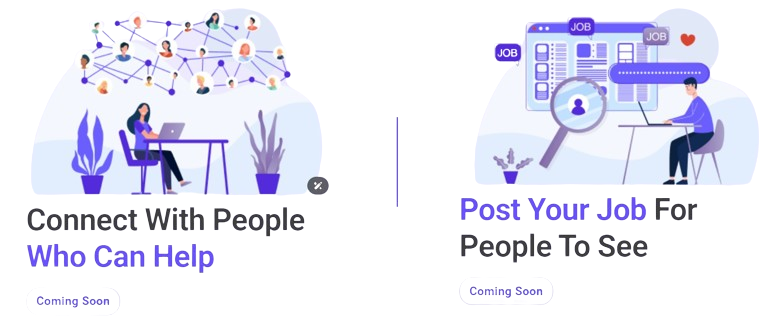 JOB
JOB
JOB
Connect With People
Who Can Help
Coming Soon
Post Your Job For
People To See
Coming Soon